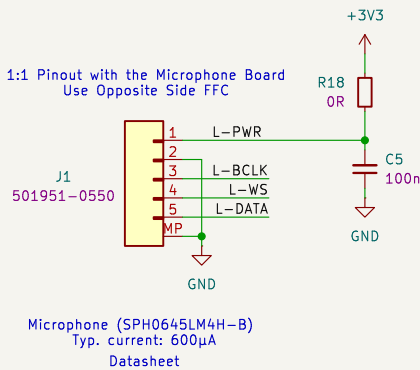 +3V3
1:1 Pinout with the Microphone Board
Use Opposite Side FFC
R18
0R
J1
501951-0550
1
L-PWR
2
3
L-BCLK
4
L-WS
5
L-DATA
MP
C5
100n
GND
GND
Microphone (SPH0645LM4H-B)
Typ. current: 600µA
Datasheet